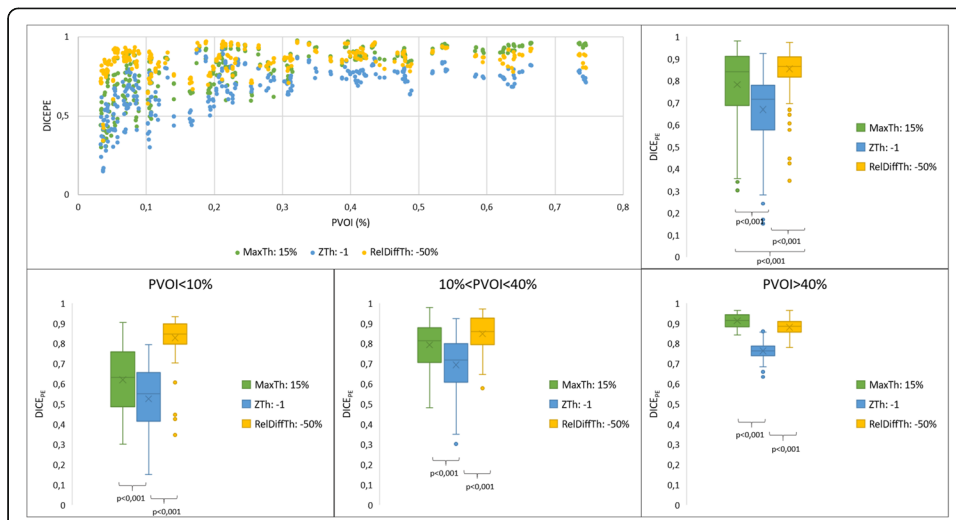 1
0,5
0
DICEPE
0
0,1
0,2
0,3
0,4
0,5
0,6
0,7
0,8
PVOI (%)
MaxTh: 15%
ZTh: -1
RelDiffTh: -50%
1
0,9
0,8
0,7
0,6
0,5
0,4
0,3
0,2
0,1
0
DICEPE
MaxTh: 15%
ZTh: -1
RelDiffTh: -50%
p<0,001
p<0,001
p<0,001
PVOI<10%
1
0,9
0,8
0,7
0,6
0,5
0,4
0,3
0,2
0,1
0
DICEPE
MaxTh: 15%
ZTh: -1
RelDiffTh: -50%
p<0,001
p<0,001
10%<PVOI<40%
1
0,9
0,8
0,7
0,6
0,5
0,4
0,3
0,2
0,1
0
DICEPE
MaxTh: 15%
ZTh: -1
RelDiffTh: -50%
p<0,001
p<0,001
PVOI>40%
1
0,9
0,8
0,7
0,6
0,5
0,4
0,3
0,2
0,1
0
DICEPE
MaxTh: 15%
ZTh: -1
RelDiffTh: -50%
p<0,001
p<0,001